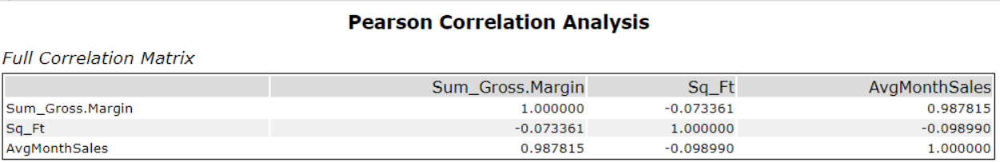 Pearson Correlation Analysis
Full Correlation Matrix
Sum_Gross.Margin Sq_Ft AvgMonthSales
Sum_Gross.Margin 1.000000 -0.073361 0.987815
Sq_Ft -0.073361 1.000000 -0.098990
AvgMonthSales 0.987815 -0.098990 1.000000